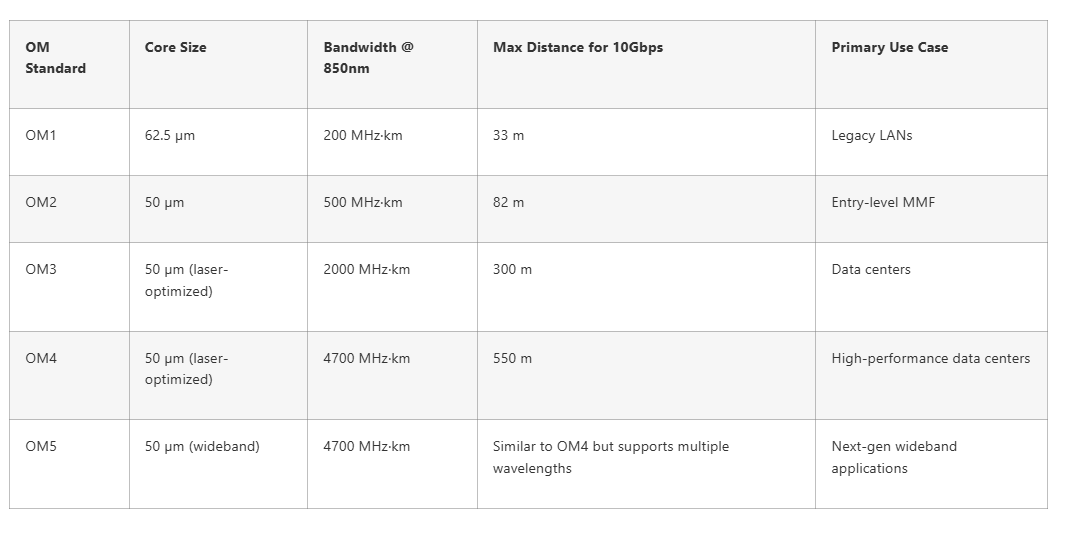 OM
Standard
Core Size
Bandwidth @
850nm
Max Distance for 10Gbps
Primary Use Case
OM1
62.5 µm
200 MHz·km
33 m
Legacy LANs
OM2
50 µm
500 MHz·km
82 m
Entry-level MMF
OM3
50 µm (laser-
optimized)
2000 MHz·km
300 m
Data centers
OM4
50 µm (laser-
optimized)
4700 MHz·km
550 m
High-performance data centers
OM5
50 µm (wideband)
4700 MHz·km
Similar to OM4 but supports multiple
wavelengths
Next-gen wideband
applications